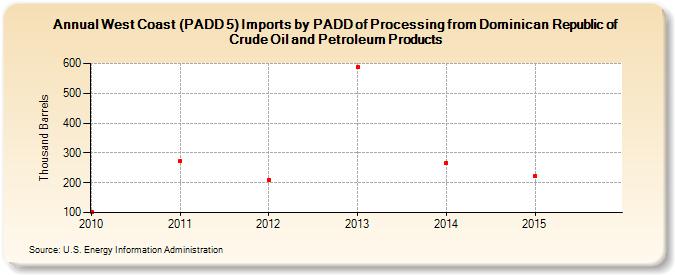 Annual West Coast (PADD 5) Imports by PADD of Processing from Dominican Republic of
Crude Oil and Petroleum Products
Thousand Barrels
600
500
400
300
200
100
2010 2011 2012 2013 2014 2015
Source: U.S. Energy Information Administration